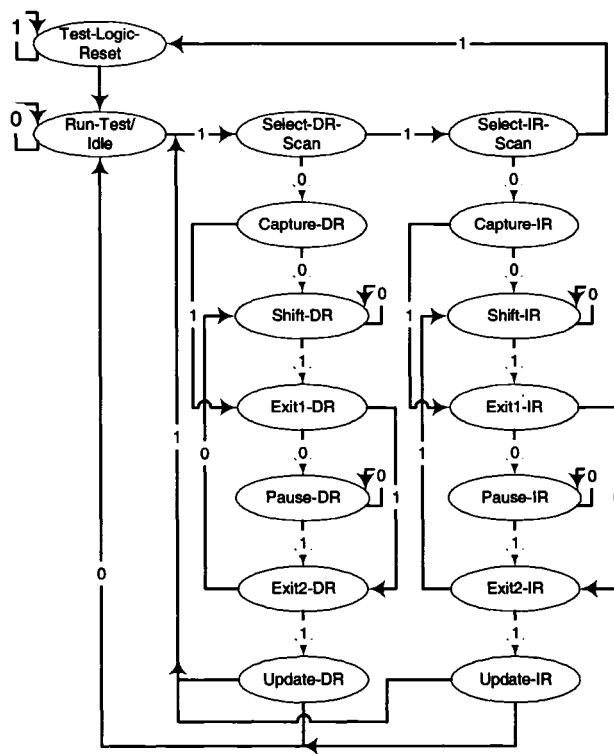 1
Test-Logic-
Reset
1
0
Run-Test/
Idle
1
Select-DR-
Scan
1
Select-IR-
Scan
0
0
Capture-DR
Capture-IR
0
0
1
1
Shift-DR
0
Shift-IR
0
1
1
Exit1-DR
Exit1-IR
1
0
0
0
1
Pause-DR
0
Pause-IR
0
1
1
1
0
Exit2-DR
Exit2-IR
1
1
Update-DR
Update-IR